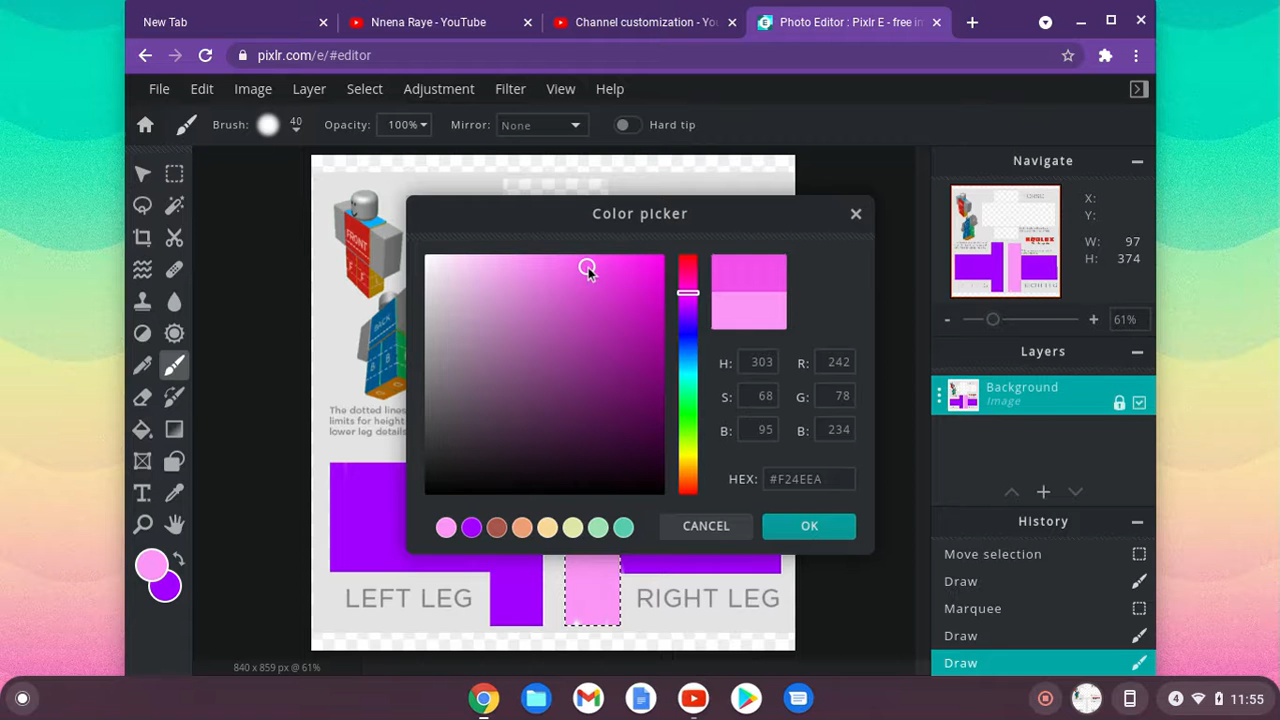 New Tab
Nnena Raye - YouTube
Channel customization - Yo
Photo Editor : Pixlr E - free in
pixlr.com/e/#editor
File Edit Image Layer Select Adjustment Filter View Help
Brush: 40 Opacity: 100% Mirror: None Hard tip
Navigate
X:
Y:
W: 97
H: 374
- + 61%
Layers
Background
Image
History
Move selection
Draw
Marquee
Draw
Draw
Color picker
H: 303 R: 242
S: 68 G: 78
B: 95 B: 234
HEX: #F24EEA
CANCEL OK
FRONT
BACK
The dotted lines
limits for height
lower leg details
LEFT LEG
RIGHT LEG
ROBLOX
840 x 859 px @ 61%
4 11:55